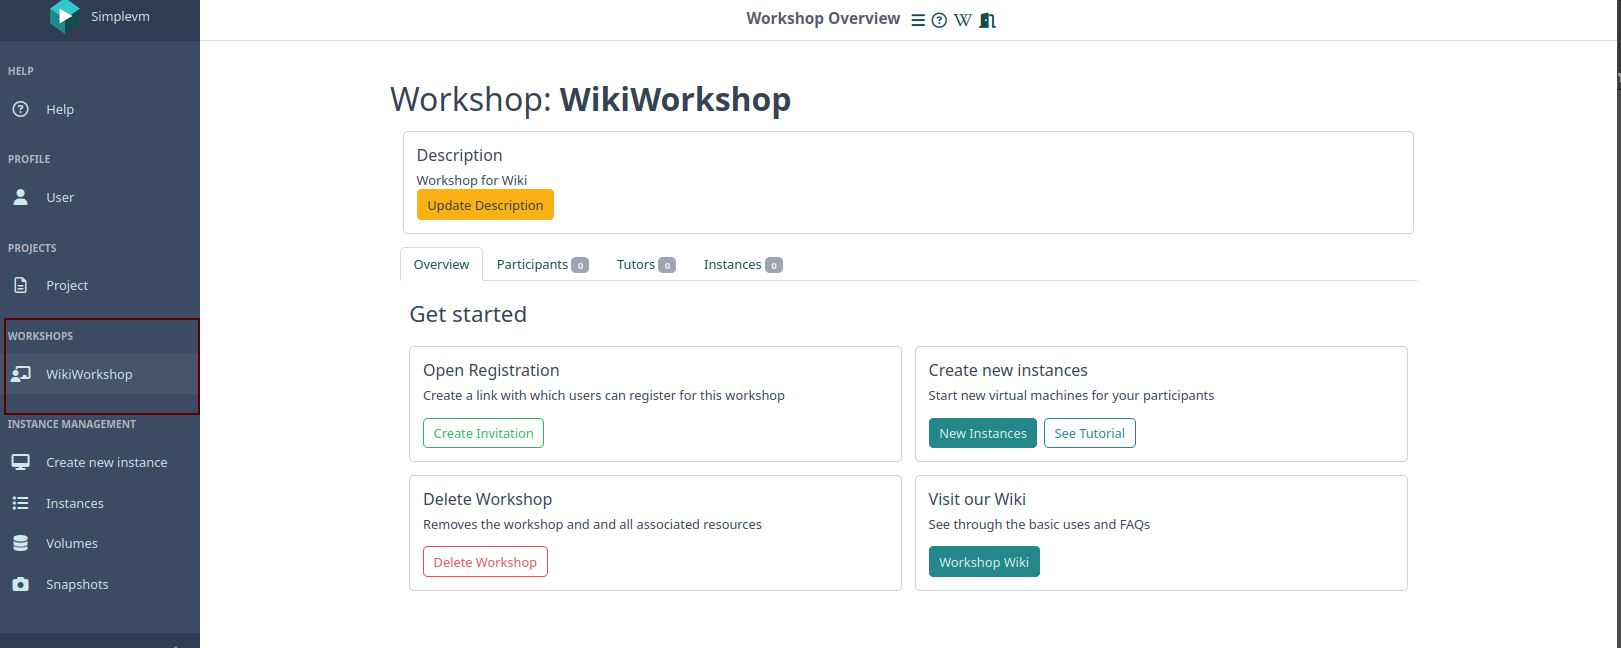 Simplevm
Workshop Overview
HELP
Help
PROFILE
User
PROJECTS
Project
WORKSHOPS
WikiWorkshop
INSTANCE MANAGEMENT
Create new instance
Instances
Volumes
Snapshots
Workshop: WikiWorkshop
Description
Workshop for Wiki
Update Description
Overview Participants 0 Tutors 0 Instances 0
Get started
Open Registration
Create a link with which users can register for this workshop
Create Invitation
Create new instances
Start new virtual machines for your participants
New Instances See Tutorial
Delete Workshop
Removes the workshop and and all associated resources
Delete Workshop
Visit our Wiki
See through the basic uses and FAQs
Workshop Wiki